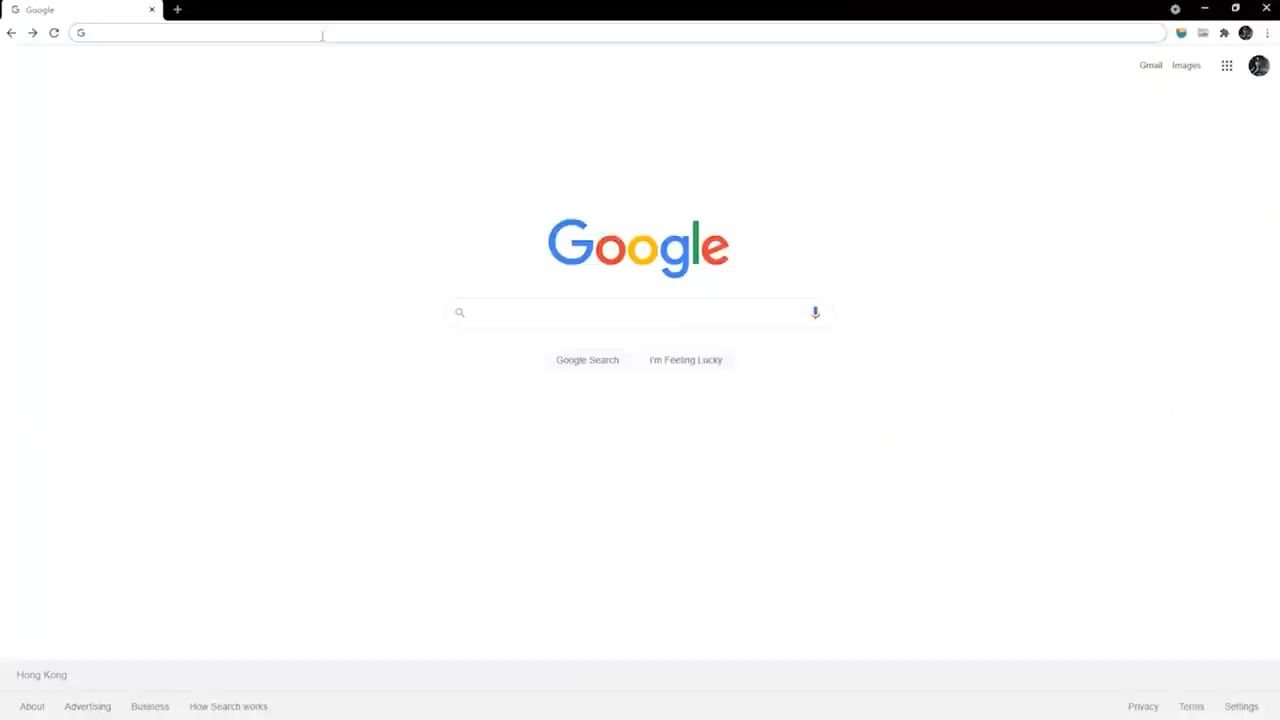 Google
Gmail Images
Google
Google Search I'm Feeling Lucky
Hong Kong
About Advertising Business How Search works Privacy Terms Settings